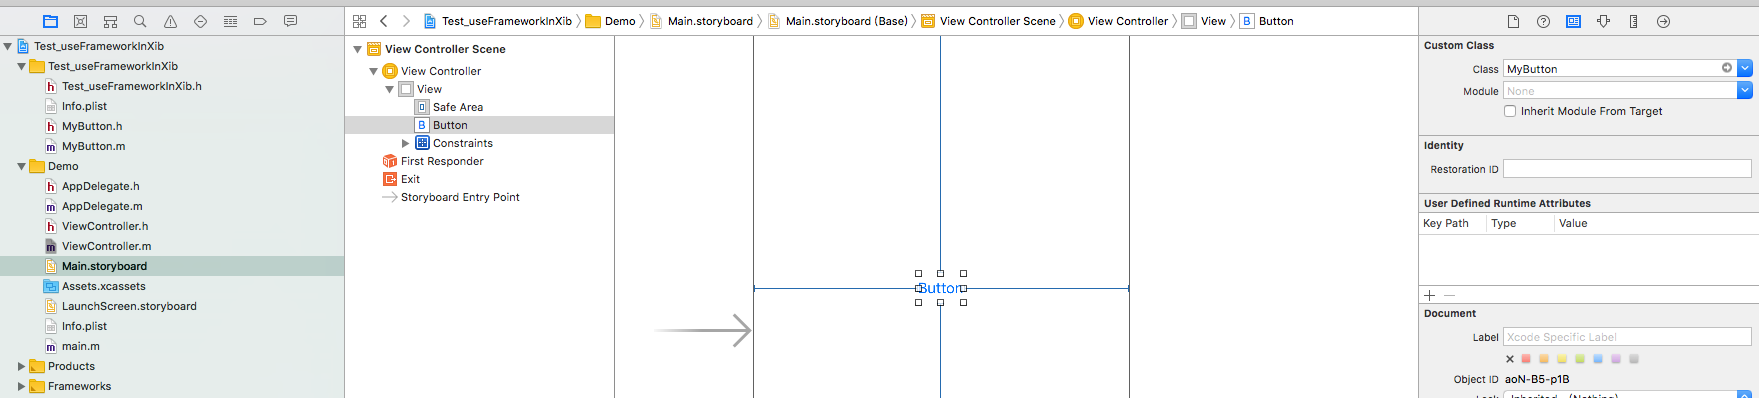 Test_useFrameworkInXib
Demo
Main.storyboard
Main.storyboard (Base)
View Controller Scene
View Controller
View
B Button
Test_useFrameworkInXib
Test_useFrameworkInXib
h Test_useFrameworkInXib.h
Info.plist
h MyButton.h
m MyButton.m
Demo
h AppDelegate.h
m AppDelegate.m
h ViewController.h
m ViewController.m
Main.storyboard
Assets.xcassets
LaunchScreen.storyboard
Info.plist
m main.m
Products
Frameworks
View Controller Scene
View Controller
View
Safe Area
B Button
Constraints
First Responder
Exit
Storyboard Entry Point
Button
Custom Class
Class MyButton
Module None
Inherit Module From Target
Identity
Restoration ID
User Defined Runtime Attributes
Key Path Type Value
Document
Label Xcode Specific Label
Object ID aoN-B5-p1B
Lock Inherited - (Nothing)